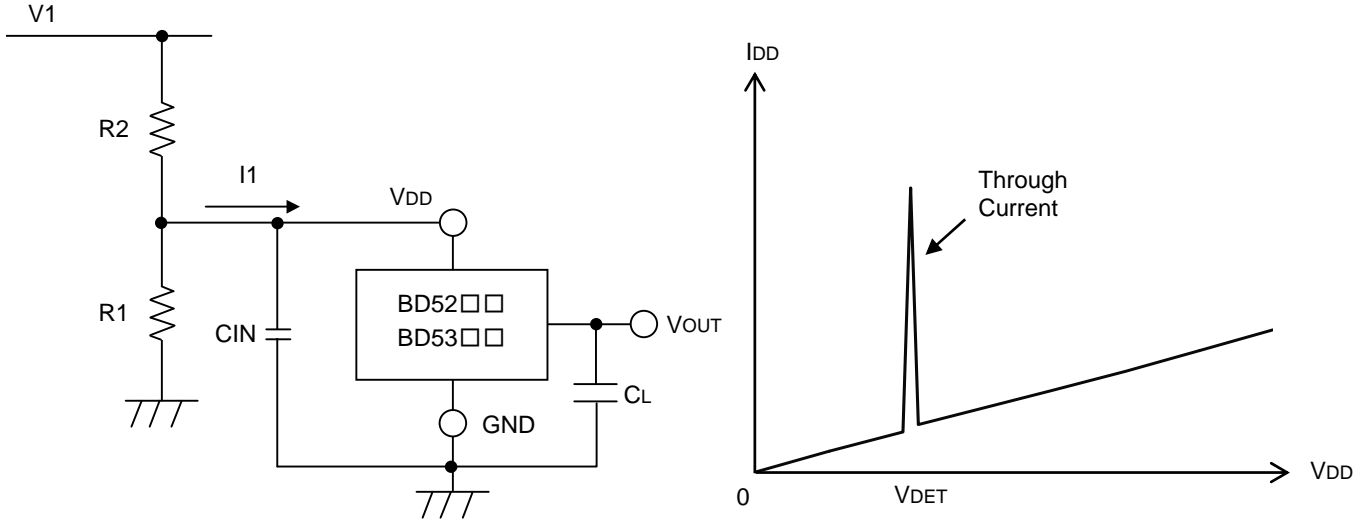 V1
R2
I1
VDD
R1
CIN
BD52□□
BD53□□
VOUT
CL
GND
IDD
Through
Current
0
VDET
VDD